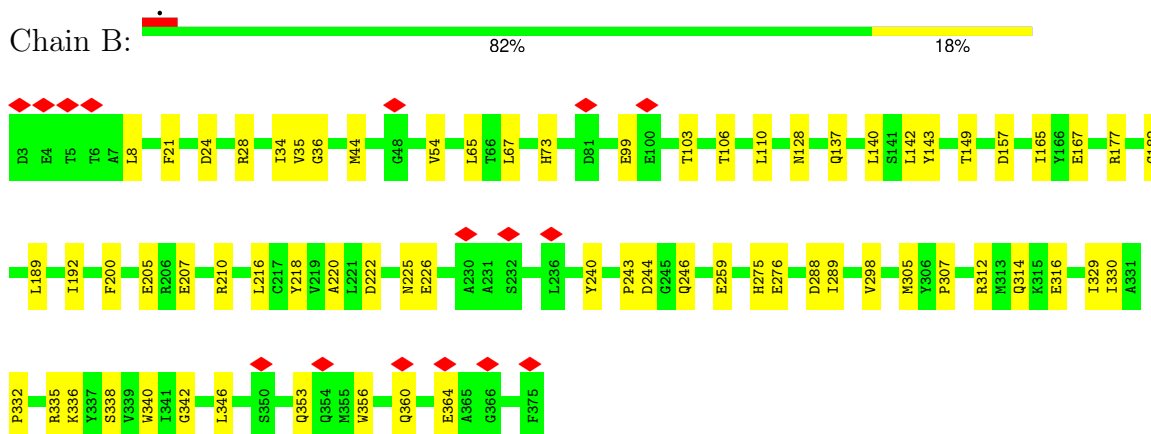 Chain B:
82% 18%
D3 E4 T5 T6 A7 L8 F21 D24 R28 I34 V35 G36 M44 G48 V54 L65 T66 L67 H73 D81 E99 E100 T103 T106 L110 N128 Q137 L140 S141 L142 Y143 T149 D157 I165 Y166 E167 R177
L189 I192 F200 E205 R206 E207 R210 L216 C217 Y218 V219 A220 L221 D222 N225 E226 A230 A231 S232 L236 Y240 P243 D244 G245 Q246 E259 H275 E276 D288 I289 V298 M305 Y306 P307 R312 M313 Q314 K315 E316 I329 I330 A331
P332 R335 K336 Y337 S338 V339 W340 I341 G342 L346 S350 Q353 Q354 M355 W356 Q360 E364 A365 G366 F375